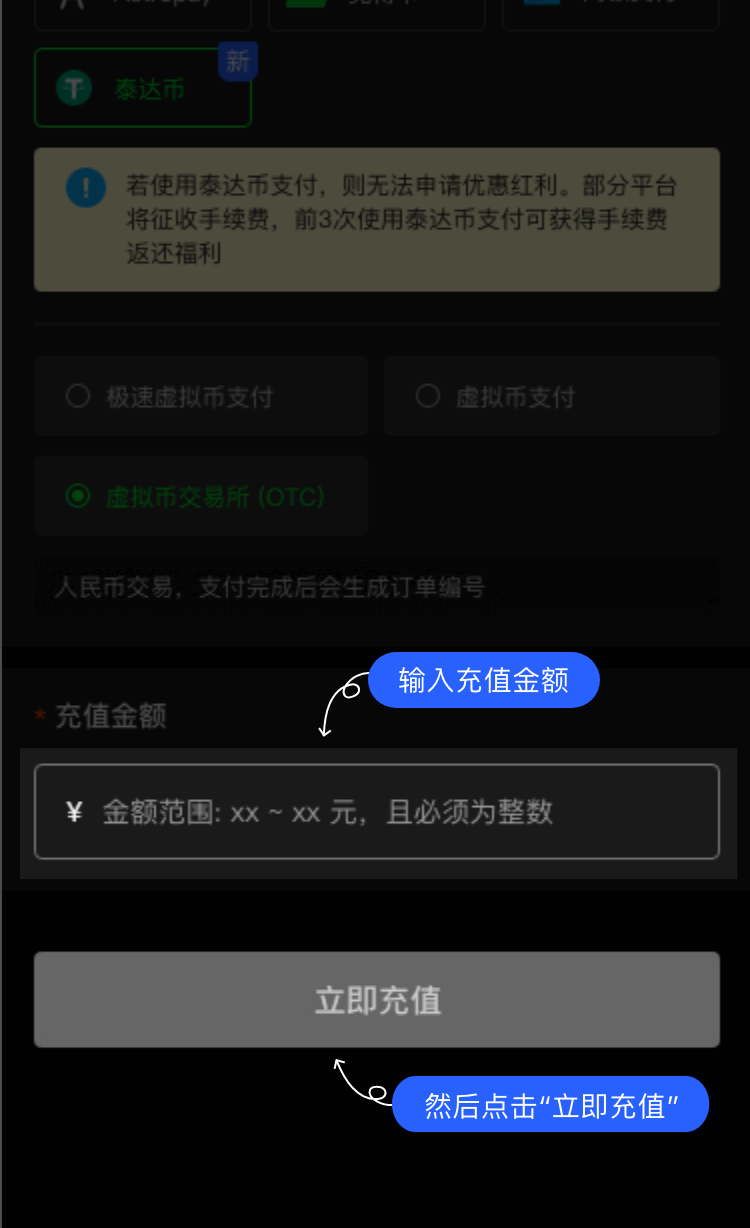 新
泰达币
若使用泰达币支付，则无法申请优惠红利。部分平台
将征收手续费，前3次使用泰达币支付可获得手续费
返还福利
极速虚拟币支付
虚拟币支付
虚拟币交易所 (OTC)
人民币交易，支付完成后会生成订单编号
输入充值金额
* 充值金额
¥ 金额范围: xx ~ xx 元，且必须为整数
立即充值
然后点击“立即充值”